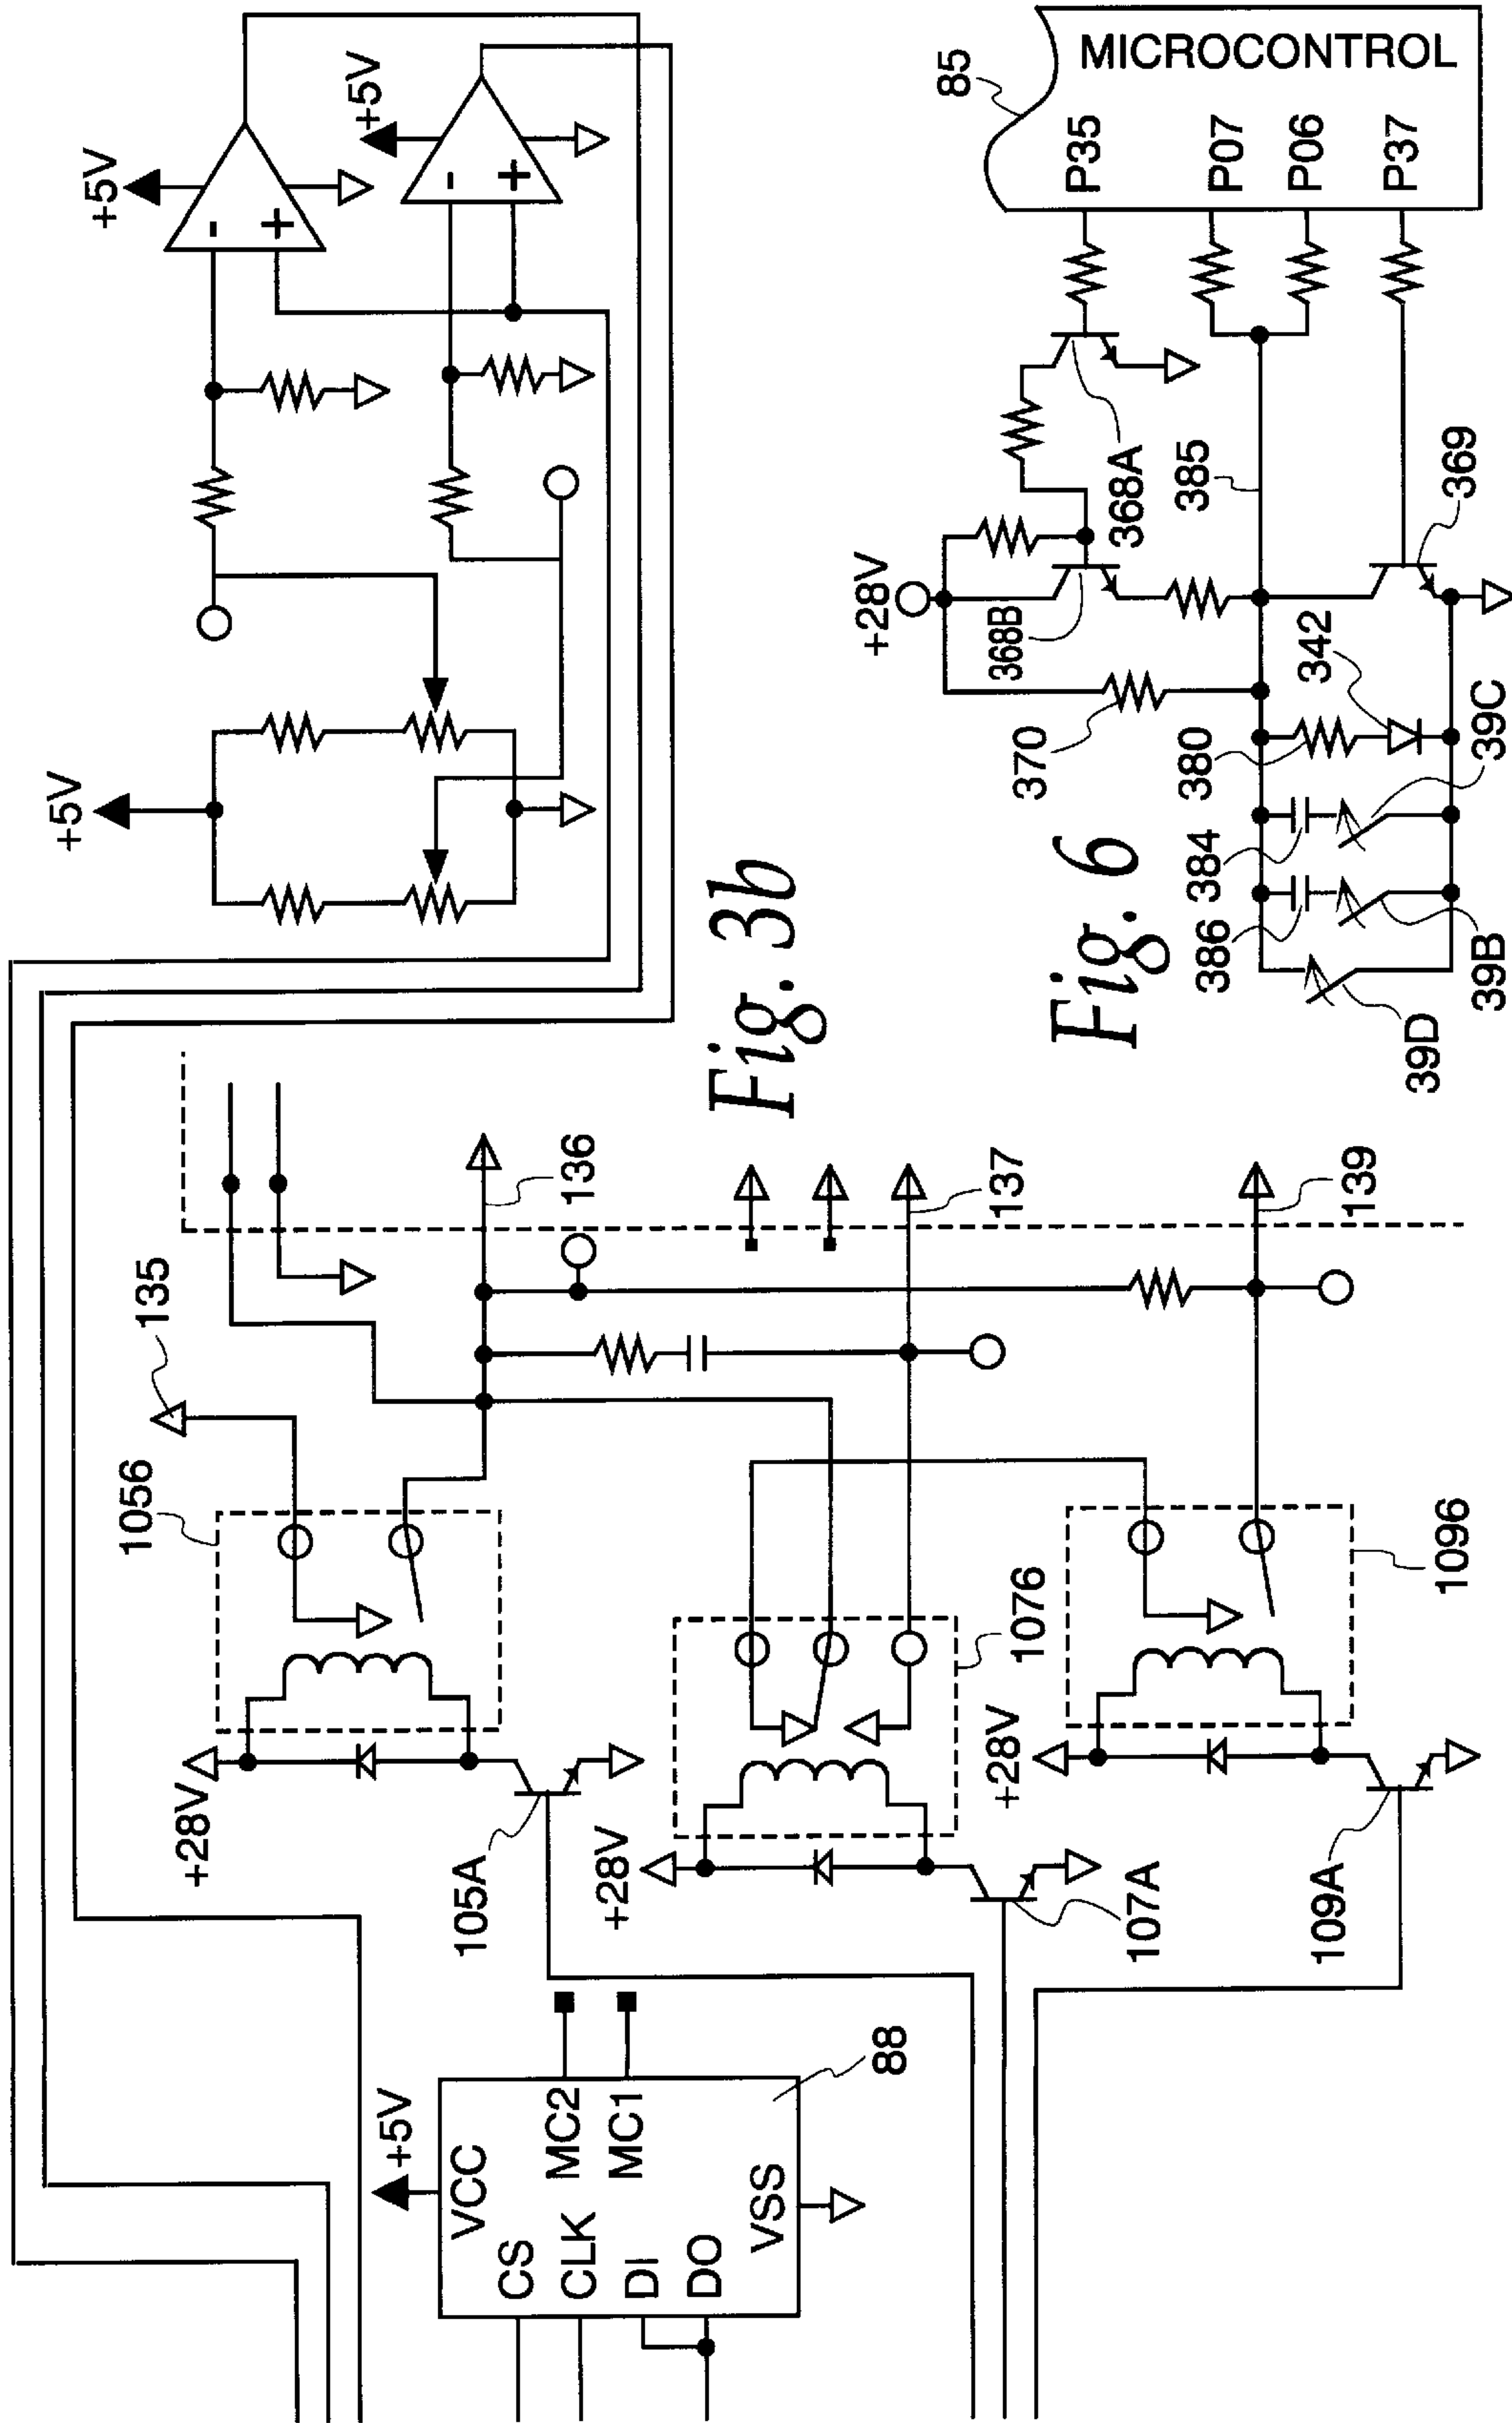 +5V
+5V
+5V
-
+
-
+
Fig. 3b
135
136
137
139
1056
1076
1096
+28V
+28V
+28V
105A
107A
109A
+5V
VCC
CS
CLK
DI
DO
MC2
MC1
VSS
88
Fig. 6
85
MICROCONTROL
P35
P07
P06
P37
+28V
368A
368B
385
369
370
380
342
384
39C
386
39B
39D